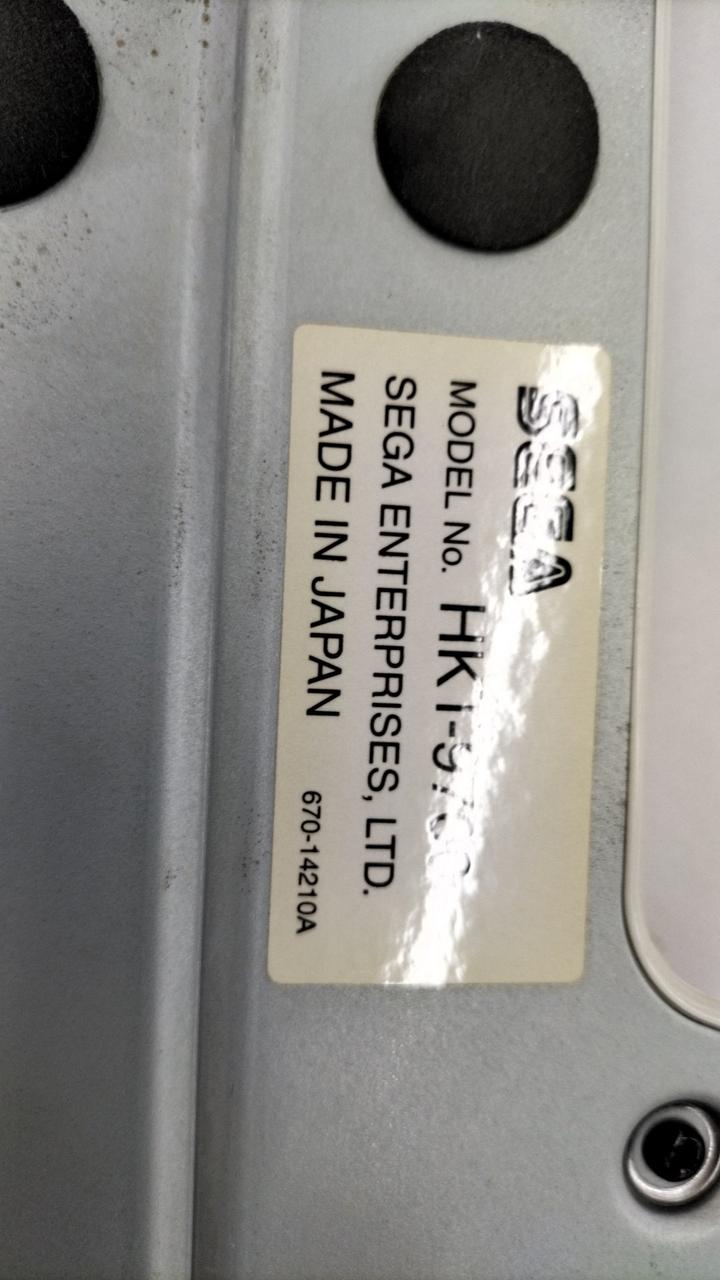 SEGA
MODEL No.
SEGA ENTERPRISES, LTD.
MADE IN JAPAN 670-14210A